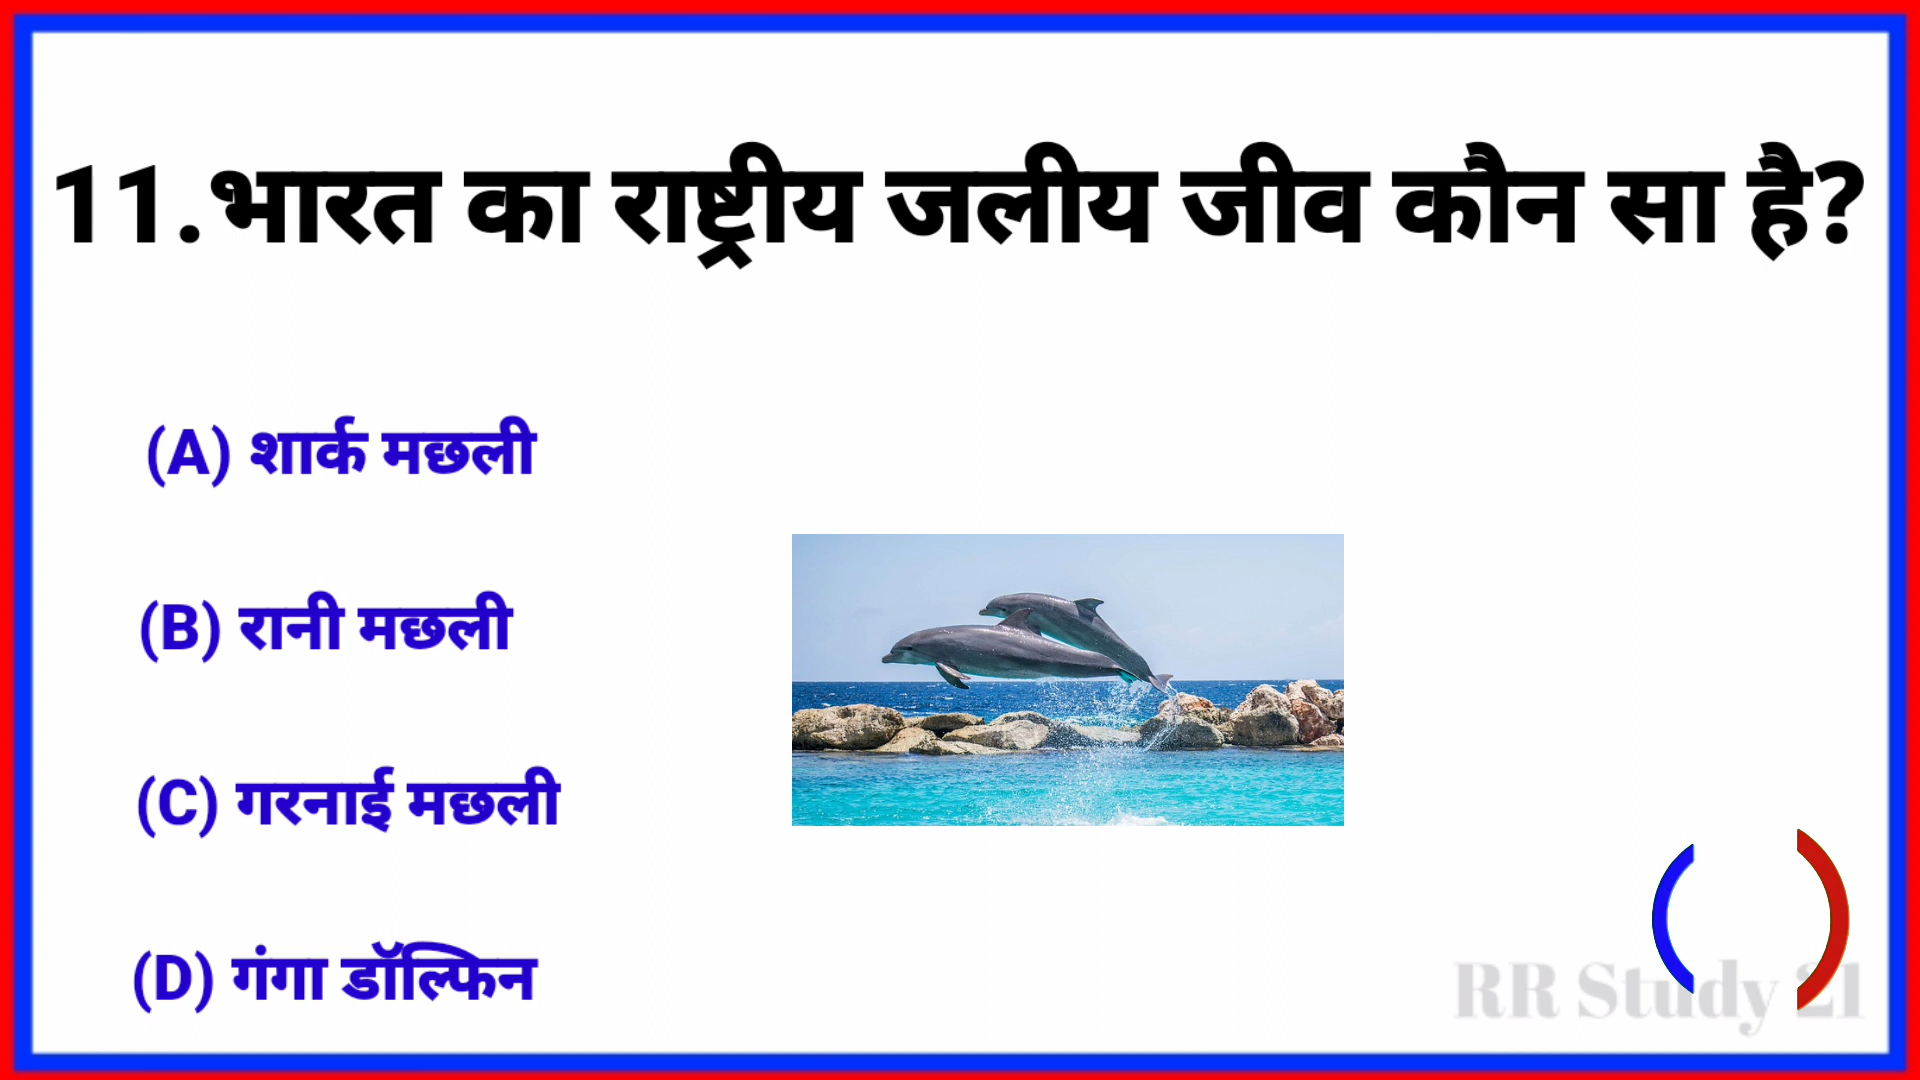 11.भारत का राष्ट्रीय जलीय जीव कौन सा है?
(A) शार्क मछली
(B) रानी मछली
(C) गरनाई मछली
(D) गंगा डॉल्फिन
RR Study 21